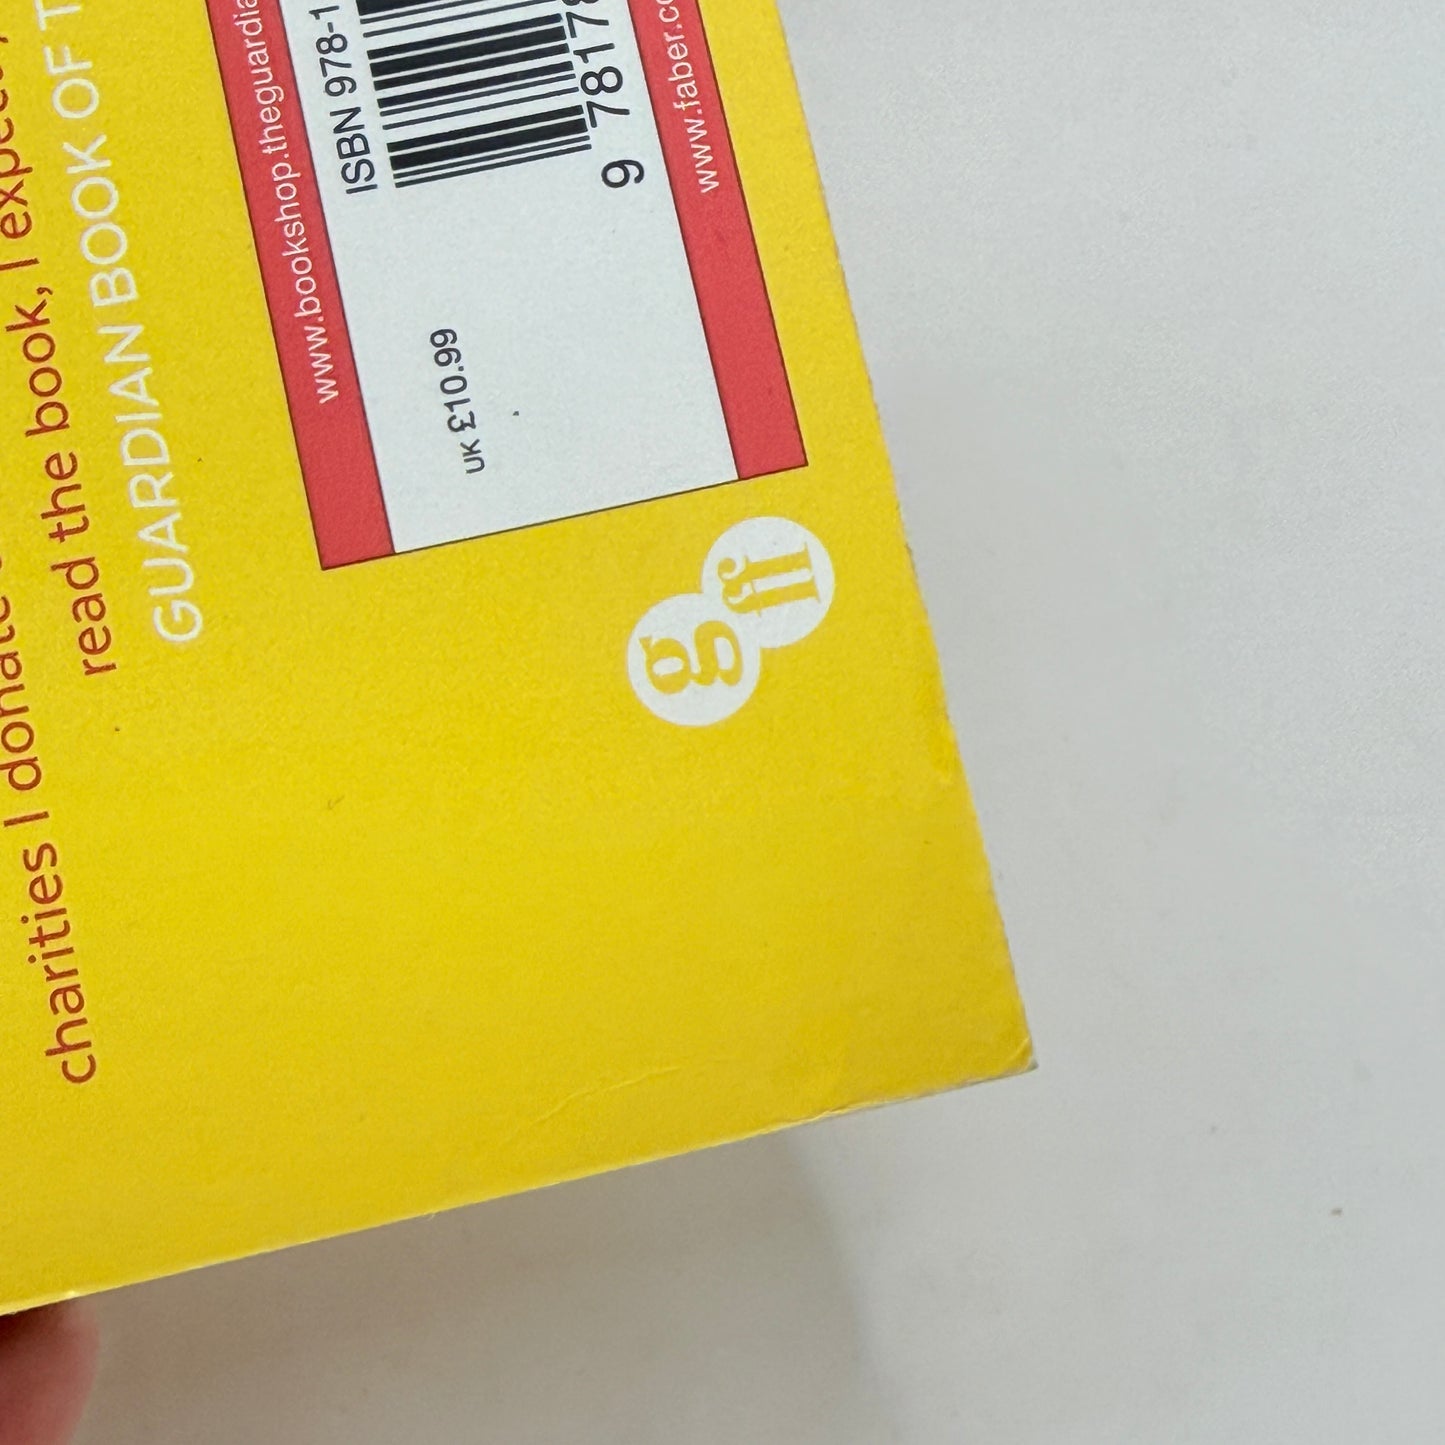 charities I donate
read the book, I expect,
GUARDIAN BOOK OF T
www.bookshop.theguardia
ISBN 978-1
9 78178
UK £10.99
www.faber.co
g ff